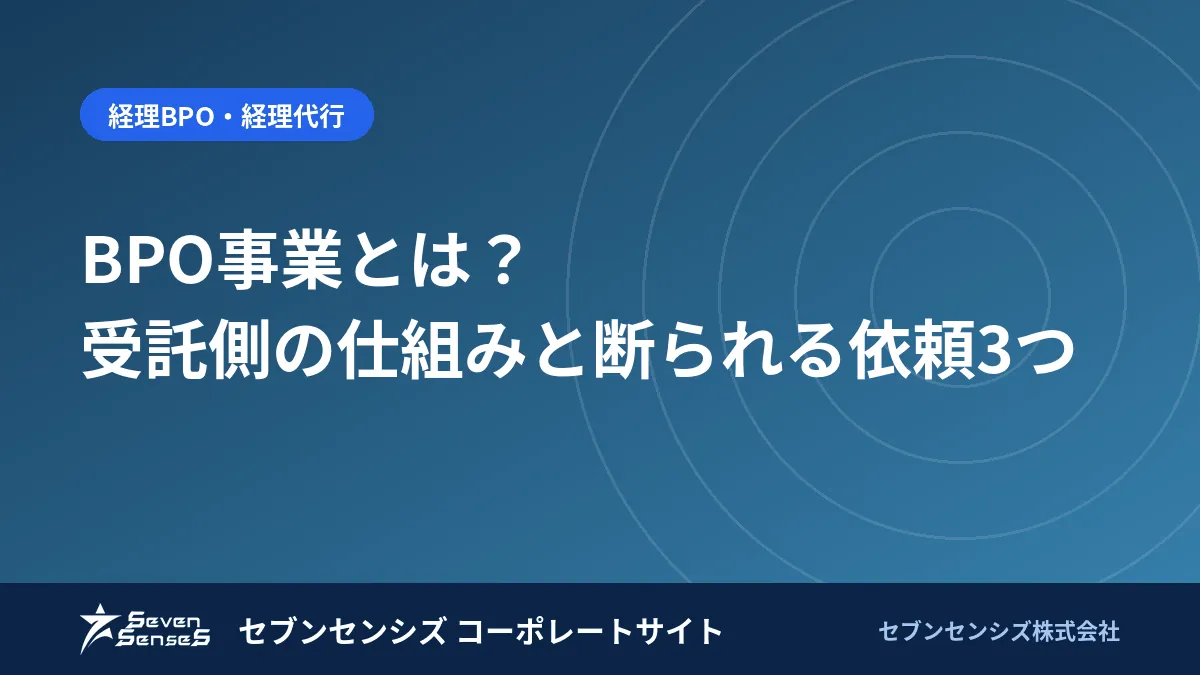 経理BPO・経理代行
BPO事業とは？
受託側の仕組みと断られる依頼3つ
Seven
Senses
セブンセンシズ コーポレートサイト
セブンセンシズ株式会社